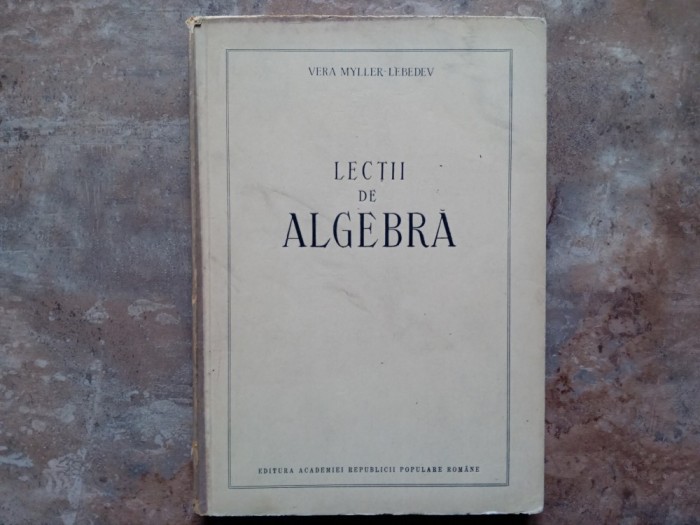 VERA MYLLER-LEBEDEV
LECȚII
DE
ALGEBRĂ
EDITURA ACADEMIEI REPUBLICII POPULARE ROMÂNE